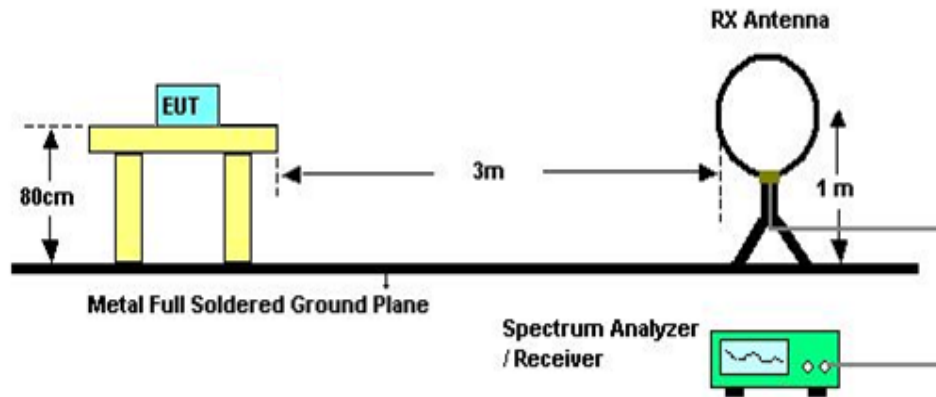 RX Antenna
EUT
3m
80cm
1 m
Metal Full Soldered Ground Plane
Spectrum Analyzer
/ Receiver